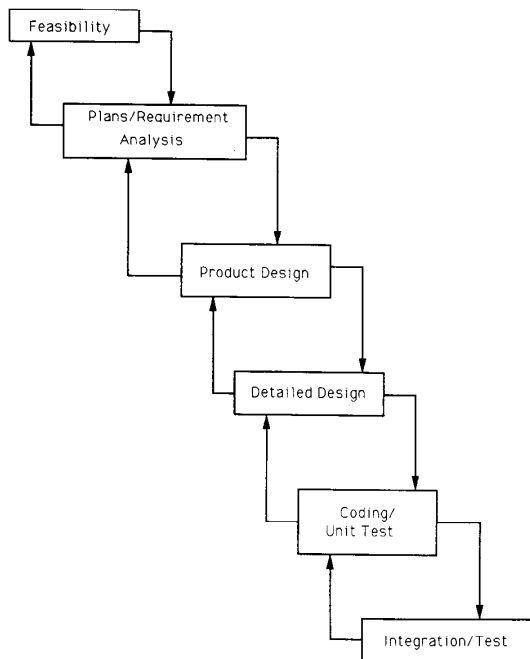 Feasibility
Plans/Requirement
Analysis
Product Design
Detailed Design
Coding/
Unit Test
Integration/Test